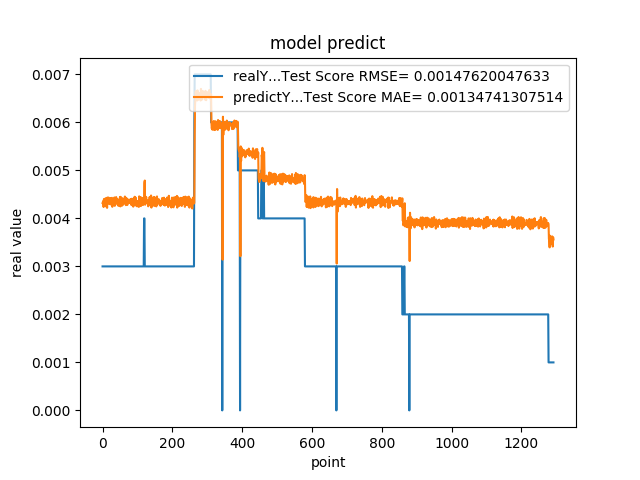 model predict
realY...Test Score RMSE= 0.00147620047633
predictY...Test Score MAE= 0.00134741307514
real value
0.007
0.006
0.005
0.004
0.003
0.002
0.001
0.000
0 200 400 600 800 1000 1200
point